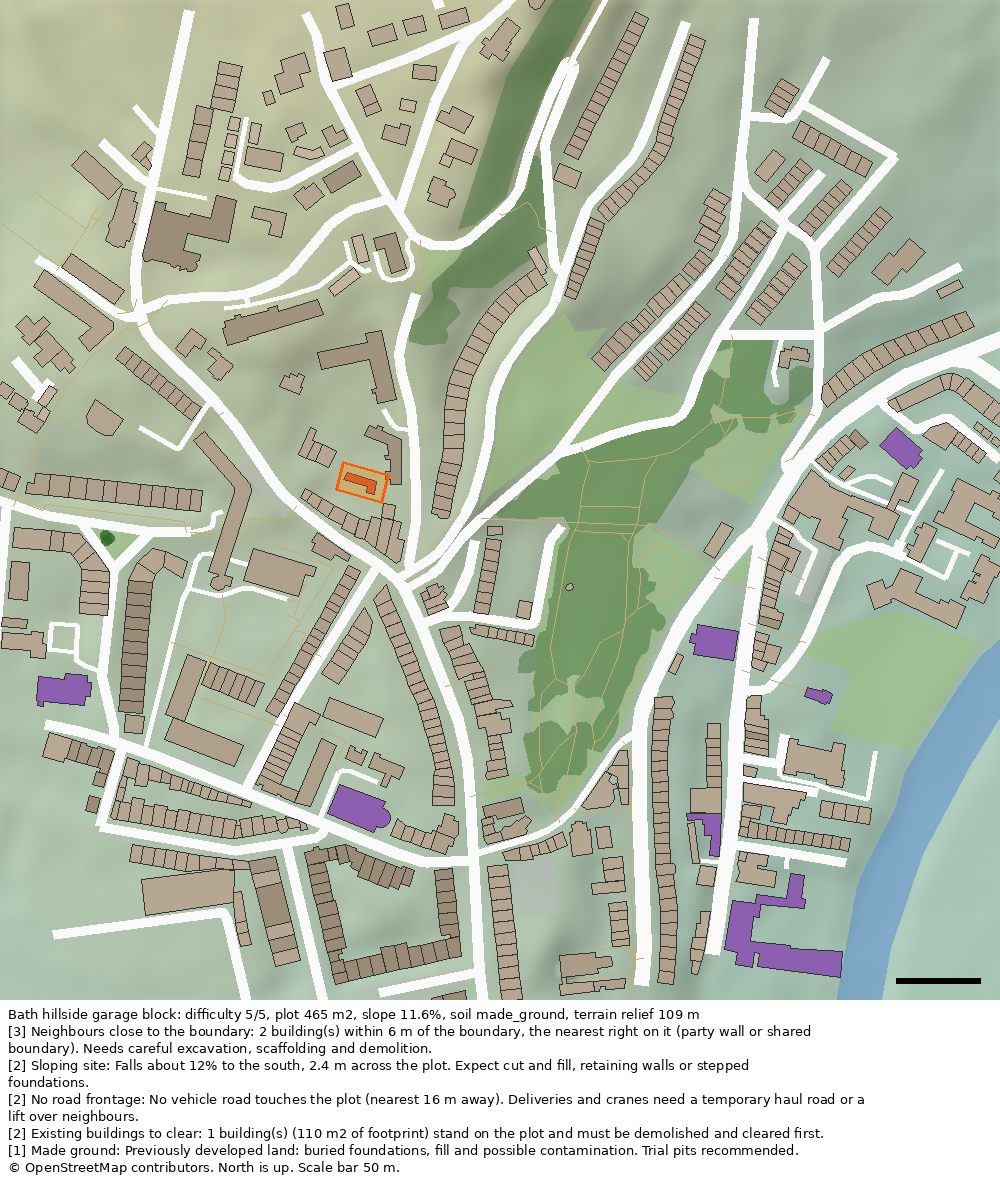 Bath hillside garage block: difficulty 5/5, plot 465 m2, slope 11.6%, soil made_ground, terrain relief 109 m
[3] Neighbours close to the boundary: 2 building(s) within 6 m of the boundary, the nearest right on it (party wall or shared
boundary). Needs careful excavation, scaffolding and demolition.
[2] Sloping site: Falls about 12% to the south, 2.4 m across the plot. Expect cut and fill, retaining walls or stepped
foundations.
[2] No road frontage: No vehicle road touches the plot (nearest 16 m away). Deliveries and cranes need a temporary haul road or a
lift over neighbours.
[2] Existing buildings to clear: 1 building(s) (110 m2 of footprint) stand on the plot and must be demolished and cleared first.
[1] Made ground: Previously developed land: buried foundations, fill and possible contamination. Trial pits recommended.
© OpenStreetMap contributors. North is up. Scale bar 50 m.